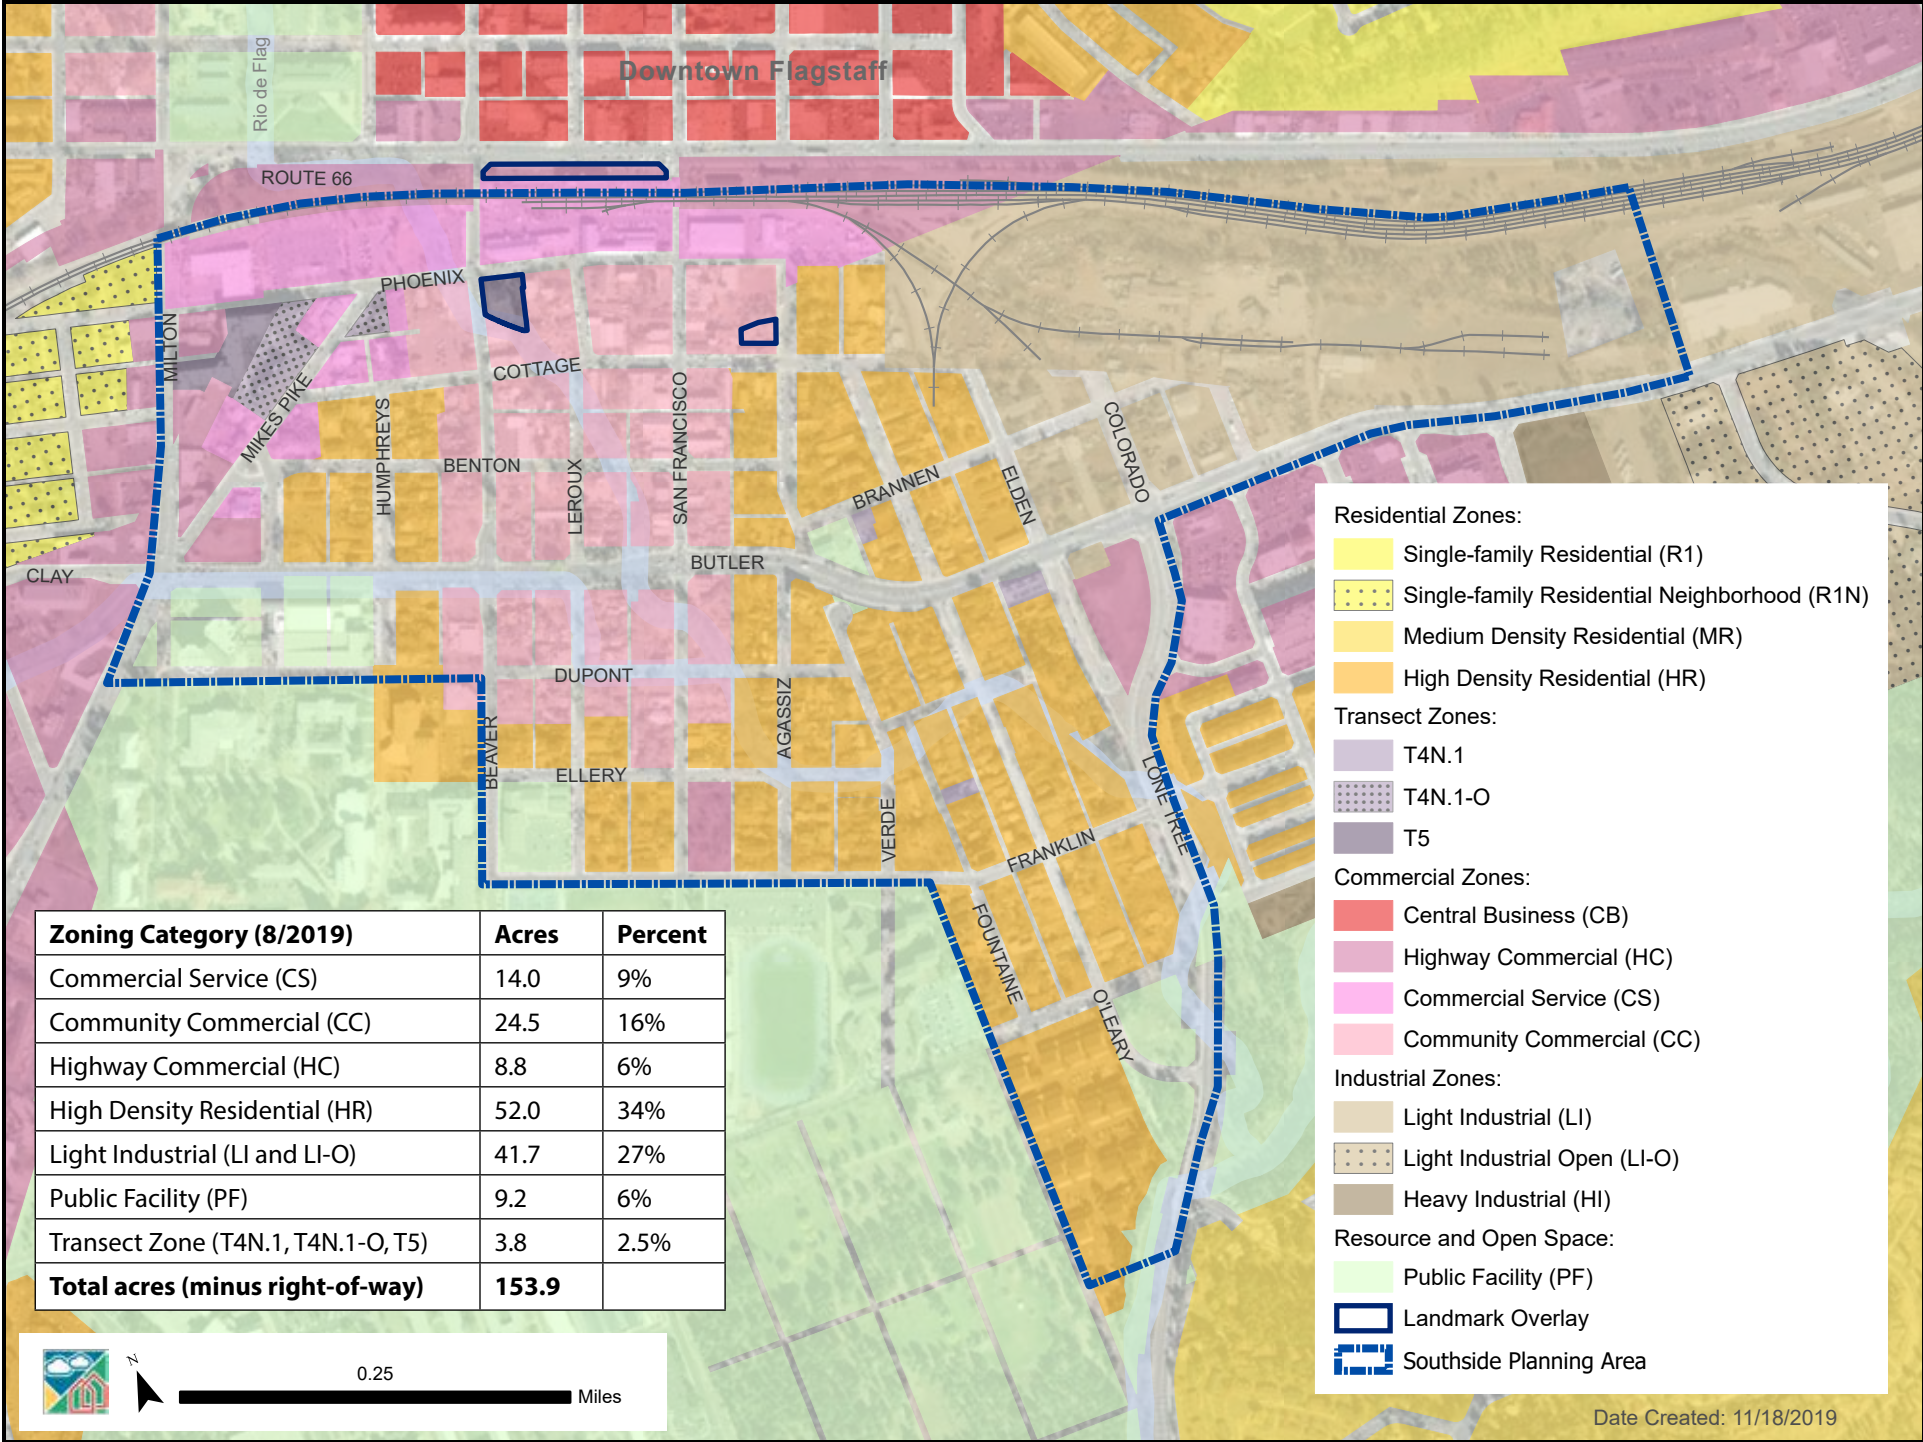 Downtown Flagstaff
Rio de Flag
ROUTE 66
PHOENIX
MILTON
MIKES PIKE
COTTAGE
HUMPHREYS
BENTON
LEROUX
SAN FRANCISCO
BRANNEN
ELDEN
COLORADO
CLAY
BUTLER
DUPONT
BEAVER
AGASSIZ
ELLERY
VERDE
FRANKLIN
LONE TREE
FOUNTAINE
O'LEARY
Residential Zones:
Single-family Residential (R1)
Single-family Residential Neighborhood (R1N)
Medium Density Residential (MR)
High Density Residential (HR)
Transect Zones:
T4N.1
T4N.1-O
T5
Commercial Zones:
Central Business (CB)
Highway Commercial (HC)
Commercial Service (CS)
Community Commercial (CC)
Industrial Zones:
Light Industrial (LI)
Light Industrial Open (LI-O)
Heavy Industrial (HI)
Resource and Open Space:
Public Facility (PF)
Landmark Overlay
Southside Planning Area
Zoning Category (8/2019) Acres Percent
Commercial Service (CS) 14.0 9%
Community Commercial (CC) 24.5 16%
Highway Commercial (HC) 8.8 6%
High Density Residential (HR) 52.0 34%
Light Industrial (LI and LI-O) 41.7 27%
Public Facility (PF) 9.2 6%
Transect Zone (T4N.1, T4N.1-O, T5) 3.8 2.5%
Total acres (minus right-of-way) 153.9
N
0.25
Miles
Date Created: 11/18/2019